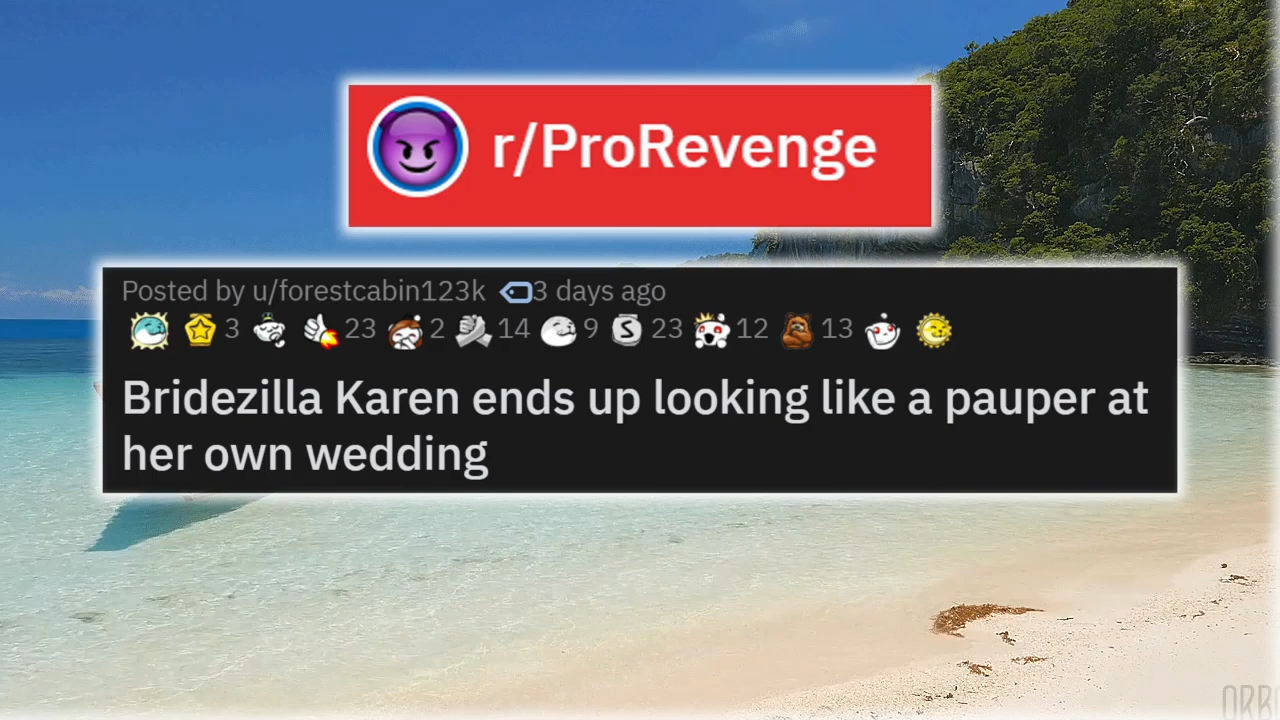 r/ProRevenge
Posted by u/forestcabin123k 3 days ago
3 23 2 14 9 S 23 12 13
Bridezilla Karen ends up looking like a pauper at
her own wedding